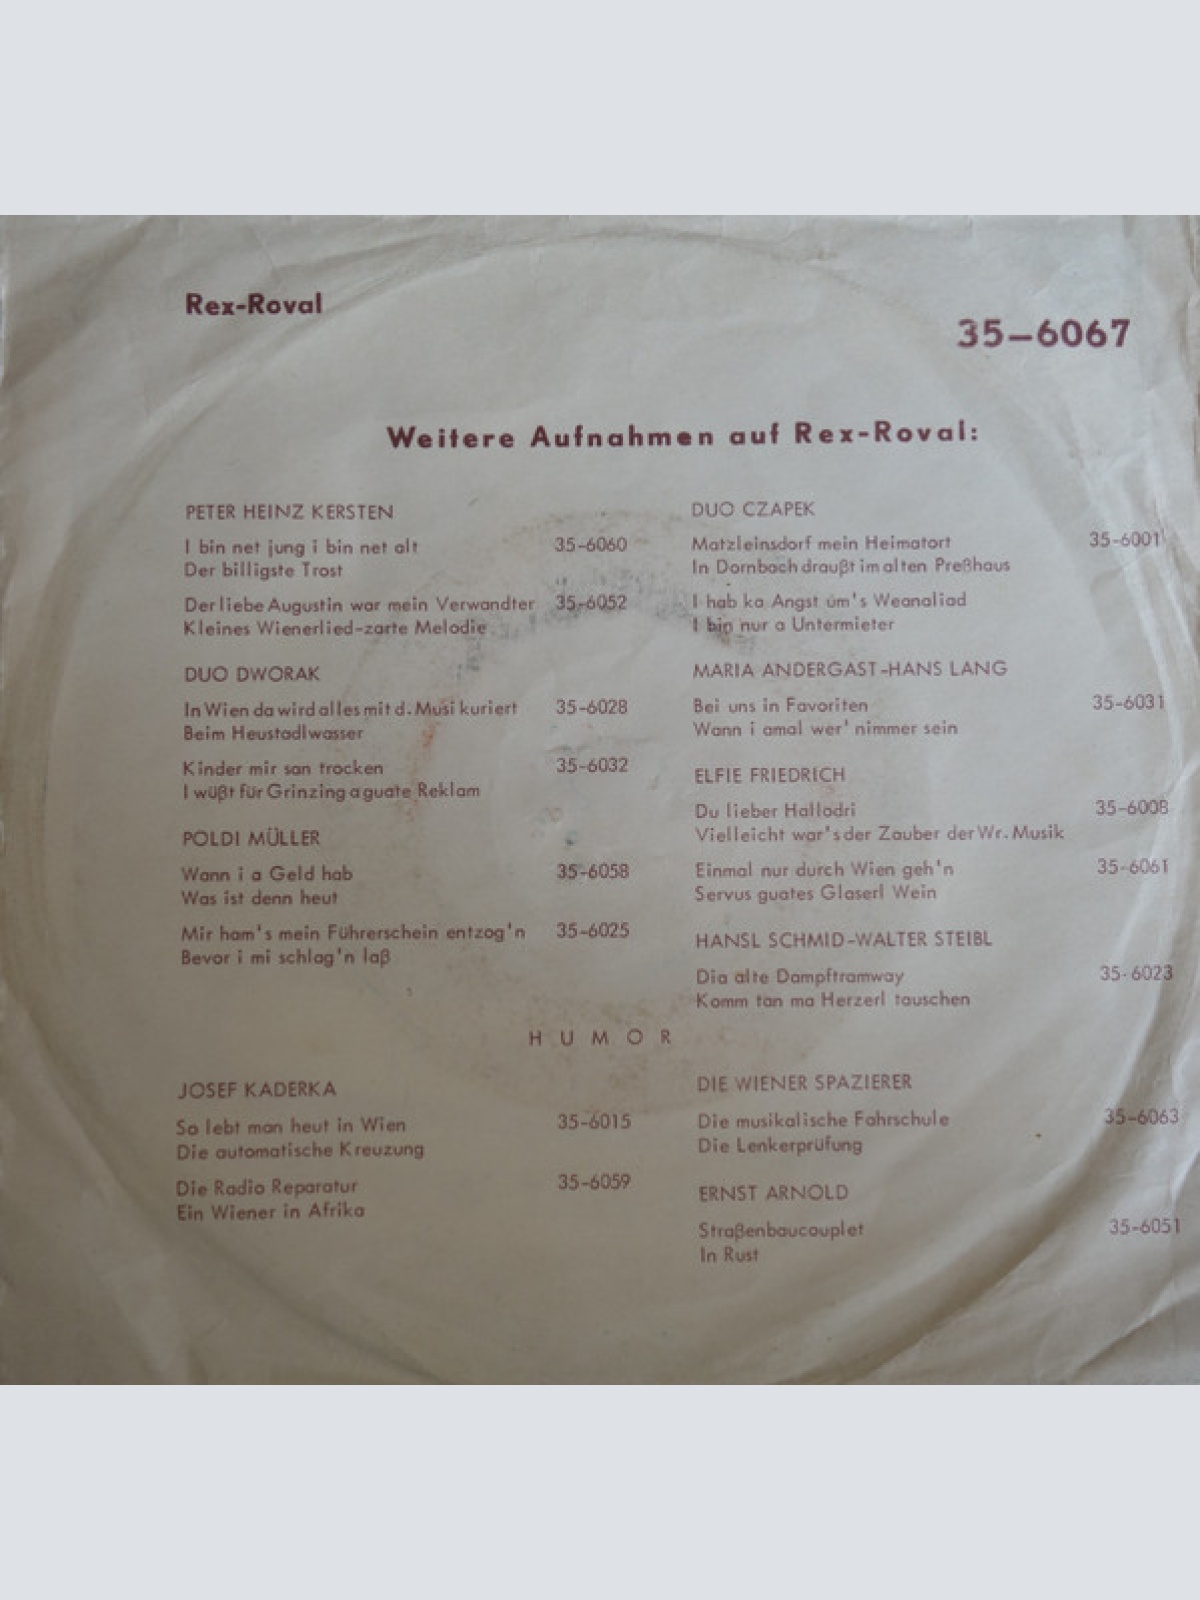 Rex-Roval
35-6067
Weitere Aufnahmen auf Rex-Roval:
PETER HEINZ KERSTEN
I bin net jung i bin net alt 35-6060
Der billigste Trost
Der liebe Augustin war mein Verwandter 35-6052
Kleines Wienerlied-zarte Melodie
DUO DWORAK
In Wien da wird alles mit d. Musi kuriert 35-6028
Beim Heustadlwasser
Kinder mir san trocken 35-6032
I wüßt für Grinzing a guate Reklam
POLDI MÜLLER
Wann i a Geld hab 35-6058
Was ist denn heut
Mir ham's mein Führerschein entzog'n 35-6025
Bevor i mi schlag'n laß
DUO CZAPEK
Matzleinsdorf mein Heimatort 35-6001
In Dornbach draußt im alten Preßhaus
I hab ka Angst um's Weanaliad
I bin nur a Untermieter
MARIA ANDERGAST-HANS LANG
Bei uns in Favoriten 35-6031
Wann i amal wer' nimmer sein
ELFIE FRIEDRICH
Du lieber Hallodri 35-6008
Vielleicht war's der Zauber der Wr. Musik
Einmal nur durch Wien geh'n 35-6061
Servus guates Glaserl Wein
HANSL SCHMID-WALTER STEIBL
Dia alte Dampftramway 35-6023
Komm tan ma Herzerl tauschen
HUMOR
JOSEF KADERKA
So lebt man heut in Wien 35-6015
Die automatische Kreuzung
Die Radio Reparatur 35-6059
Ein Wiener in Afrika
DIE WIENER SPAZIERER
Die musikalische Fahrschule 35-6063
Die Lenkerprüfung
ERNST ARNOLD
Straßenbaucouplet 35-6051
In Rust